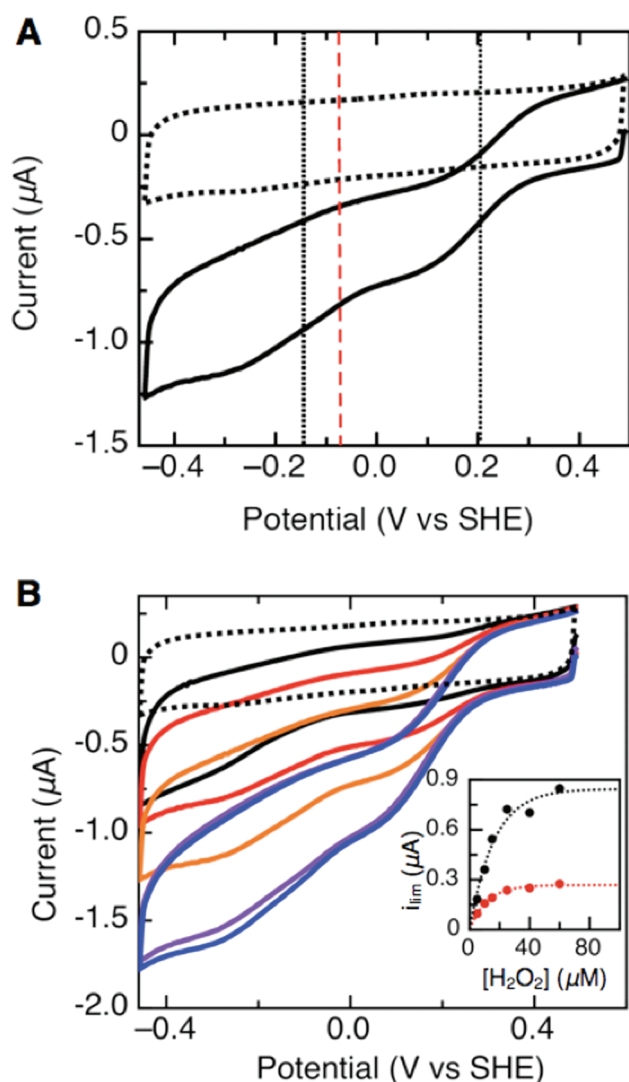 A
0.5
0
-0.5
-1.0
-1.5
Current (μA)
-0.4 -0.2 0.0 0.2 0.4
Potential (V vs SHE)
B
0
-0.5
-1.0
-1.5
-2.0
Current (μA)
0.9
0.6
0.3
0
i_lim (μA)
0 40 80
[H₂O₂] (μM)
-0.4 0.0 0.4
Potential (V vs SHE)